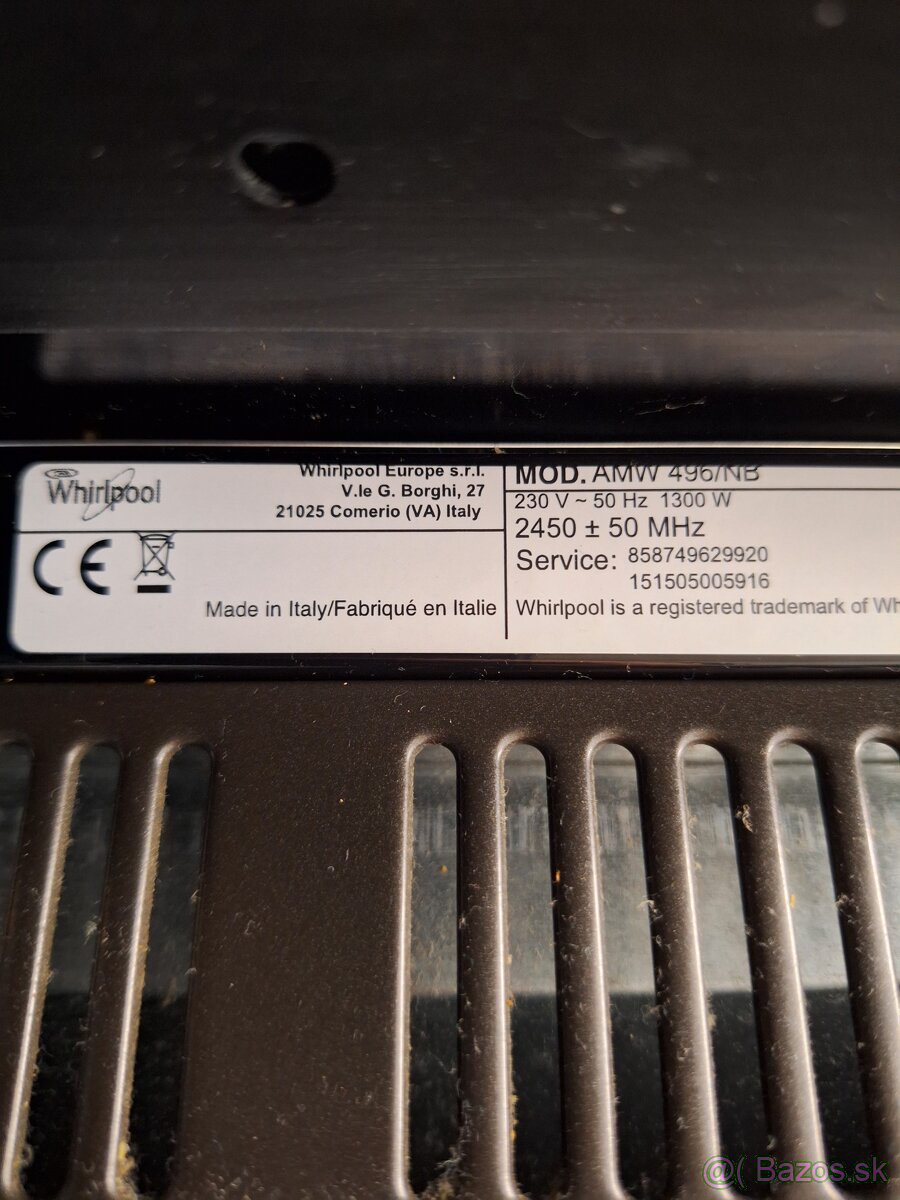 Whirlpool
Whirlpool Europe s.r.l.
V.le G. Borghi, 27
21025 Comerio (VA) Italy
CE
Made in Italy/Fabriqué en Italie
MOD. AMW 496/NB
230 V ~ 50 Hz 1300 W
2450 ± 50 MHz
Service: 858749629920
151505005916
Whirlpool is a registered trademark of
@( Bazos.sk